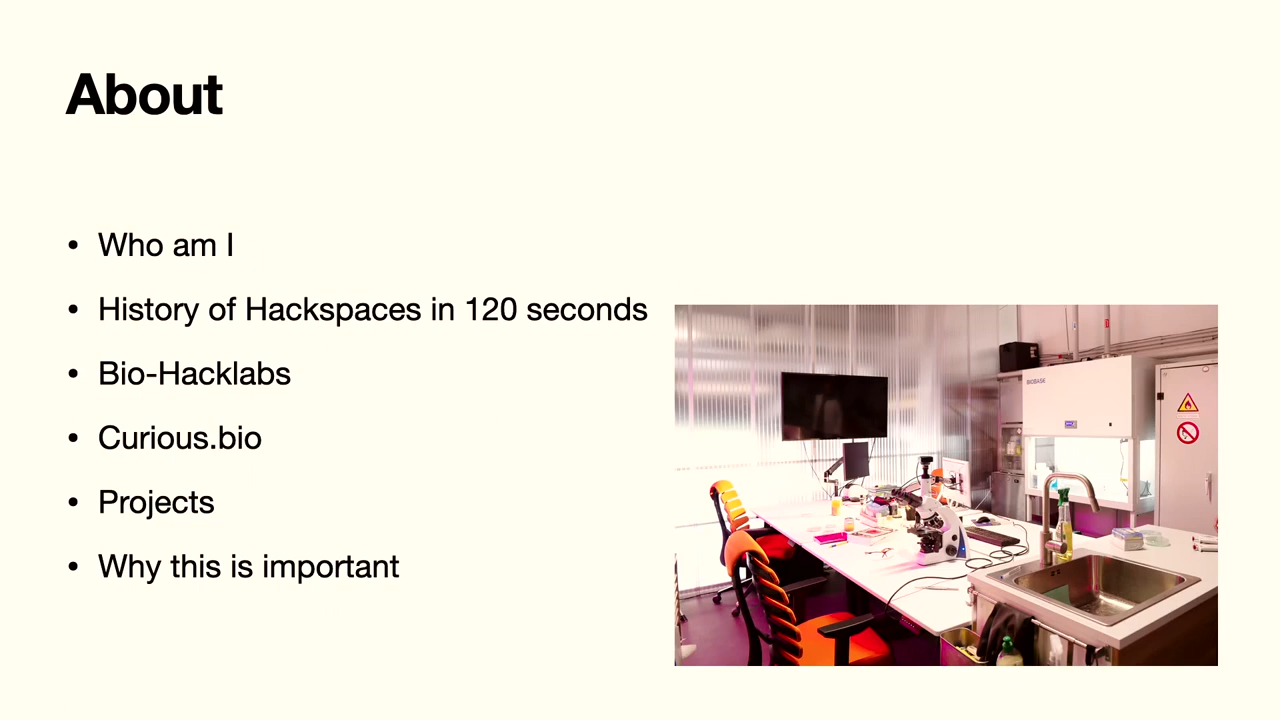 About
• Who am I
• History of Hackspaces in 120 seconds
• Bio-Hacklabs
• Curious.bio
• Projects
• Why this is important
BIOBASE